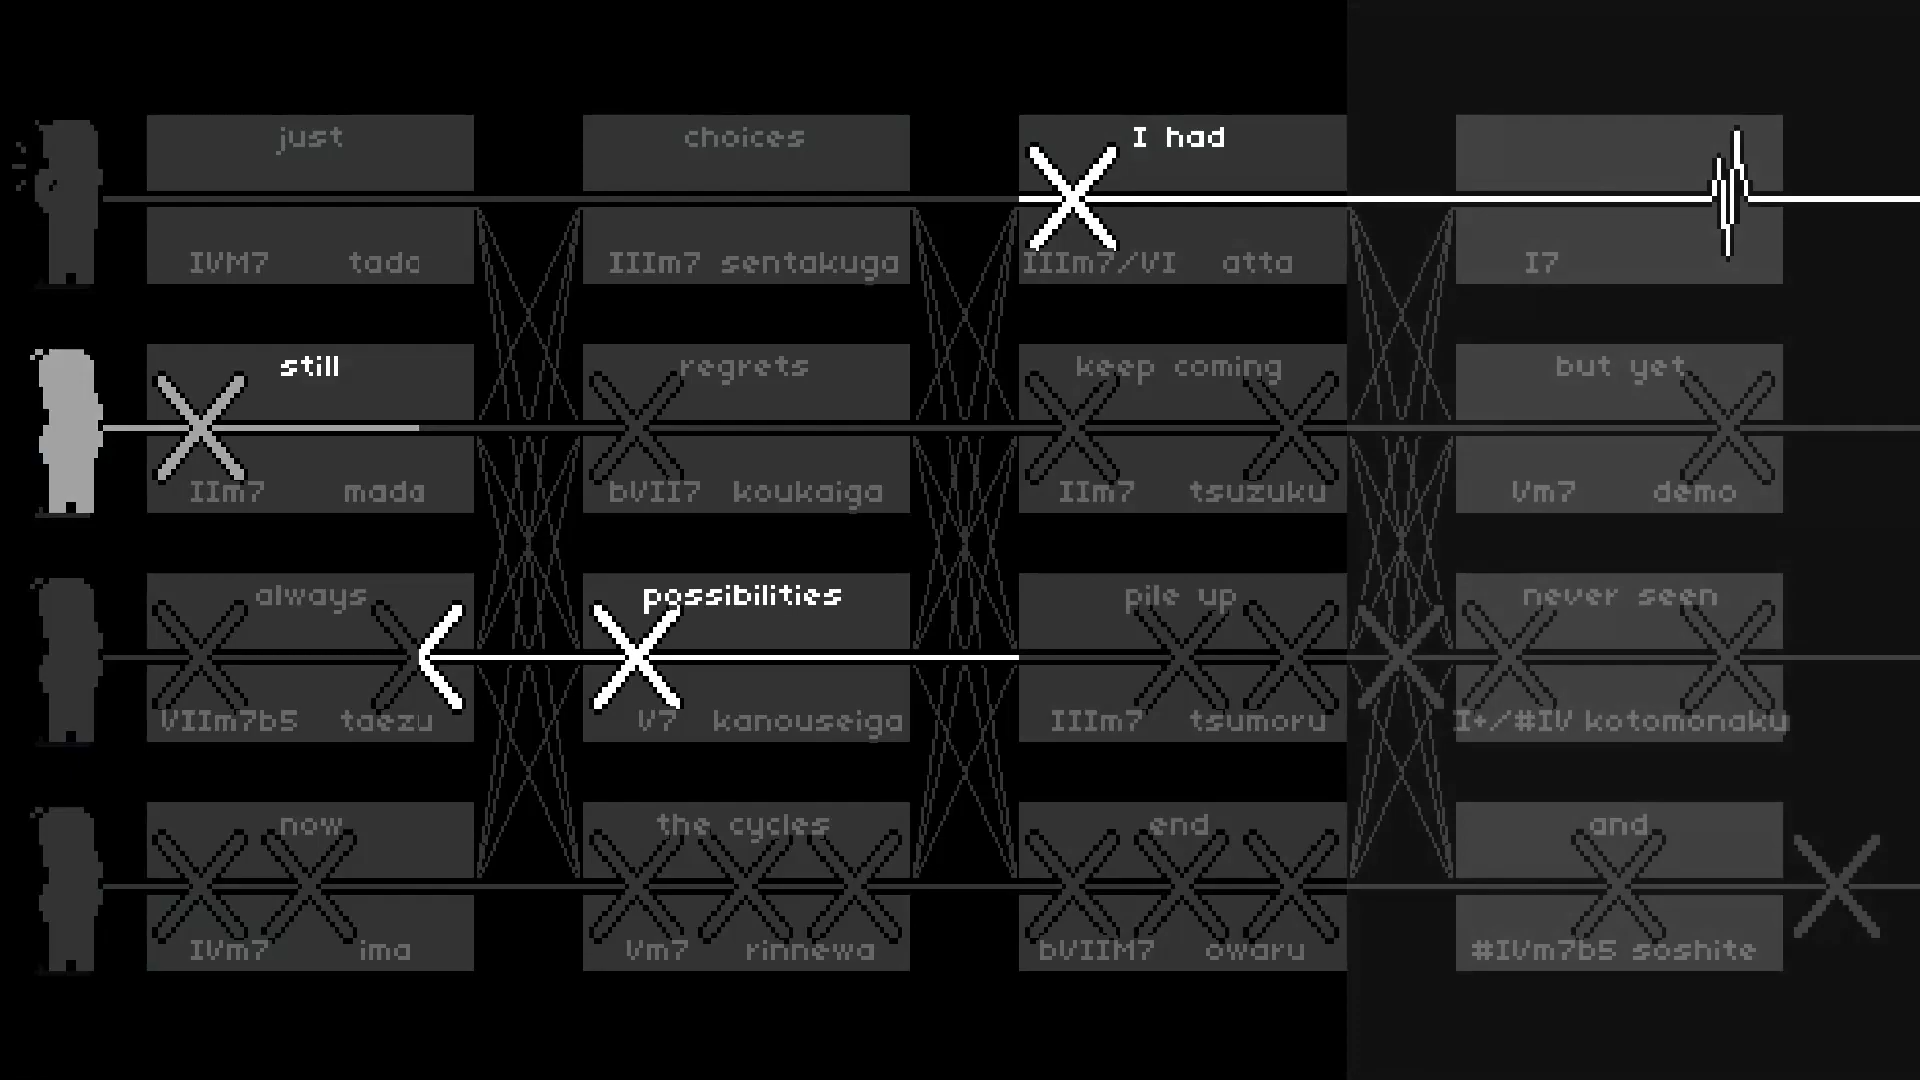 just choices I had
IVM7 tada IIIm7 sentakuga IIIm7/VI atta I7
still regrets keep coming but yet
IIm7 mada bVII7 koukaiga IIm7 tsuzuku Vm7 demo
always possibilities pile up never seen
VIIm7b5 taezu V7 kanouseiga IIIm7 tsumoru I+/#IV kotomonaku
now the cycles end and
IVm7 ima Vm7 rinnewa bVIIM7 owaru #IVm7b5 soshite